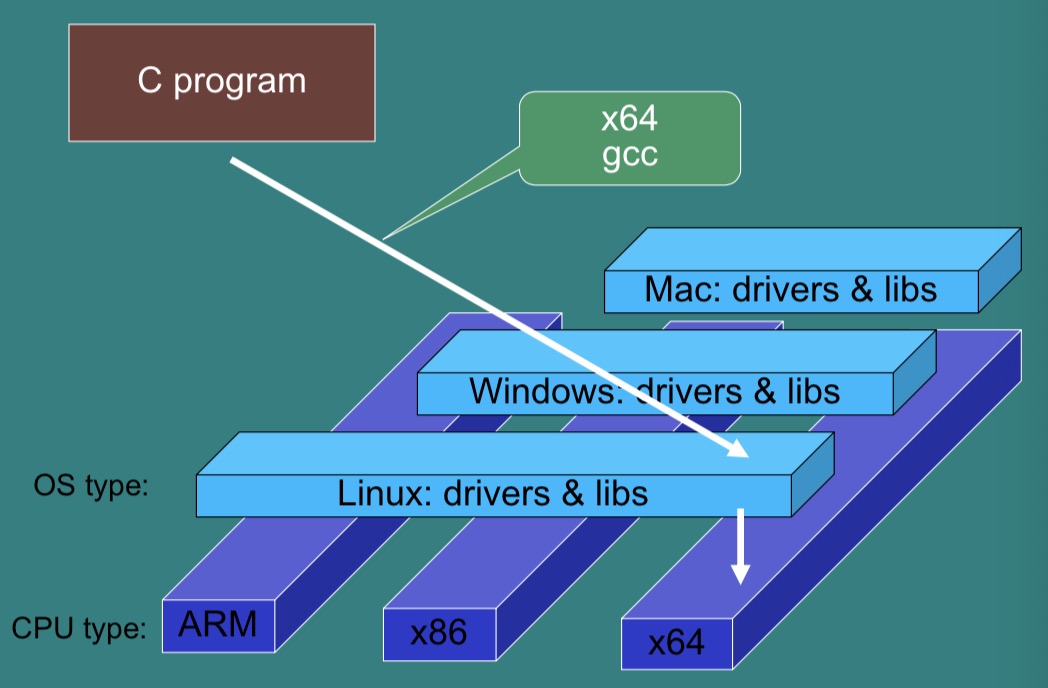 C program
x64
gcc
Mac: drivers & libs
Windows: drivers & libs
OS type:
Linux: drivers & libs
CPU type:
ARM
x86
x64